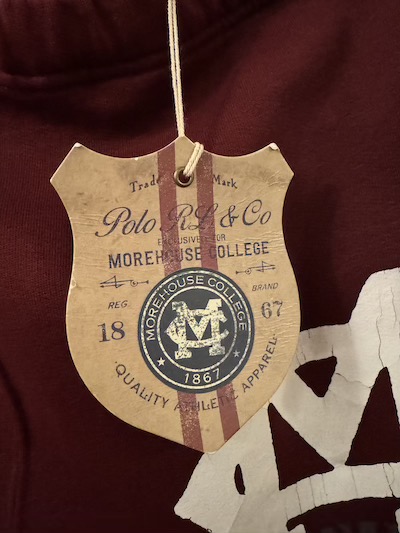 Trade Mark
Polo RL & Co
EXCLUSIVELY FOR
MOREHOUSE COLLEGE
REG. BRAND
18 67
MOREHOUSE COLLEGE
MC
1867
QUALITY ATHLETIC APPAREL